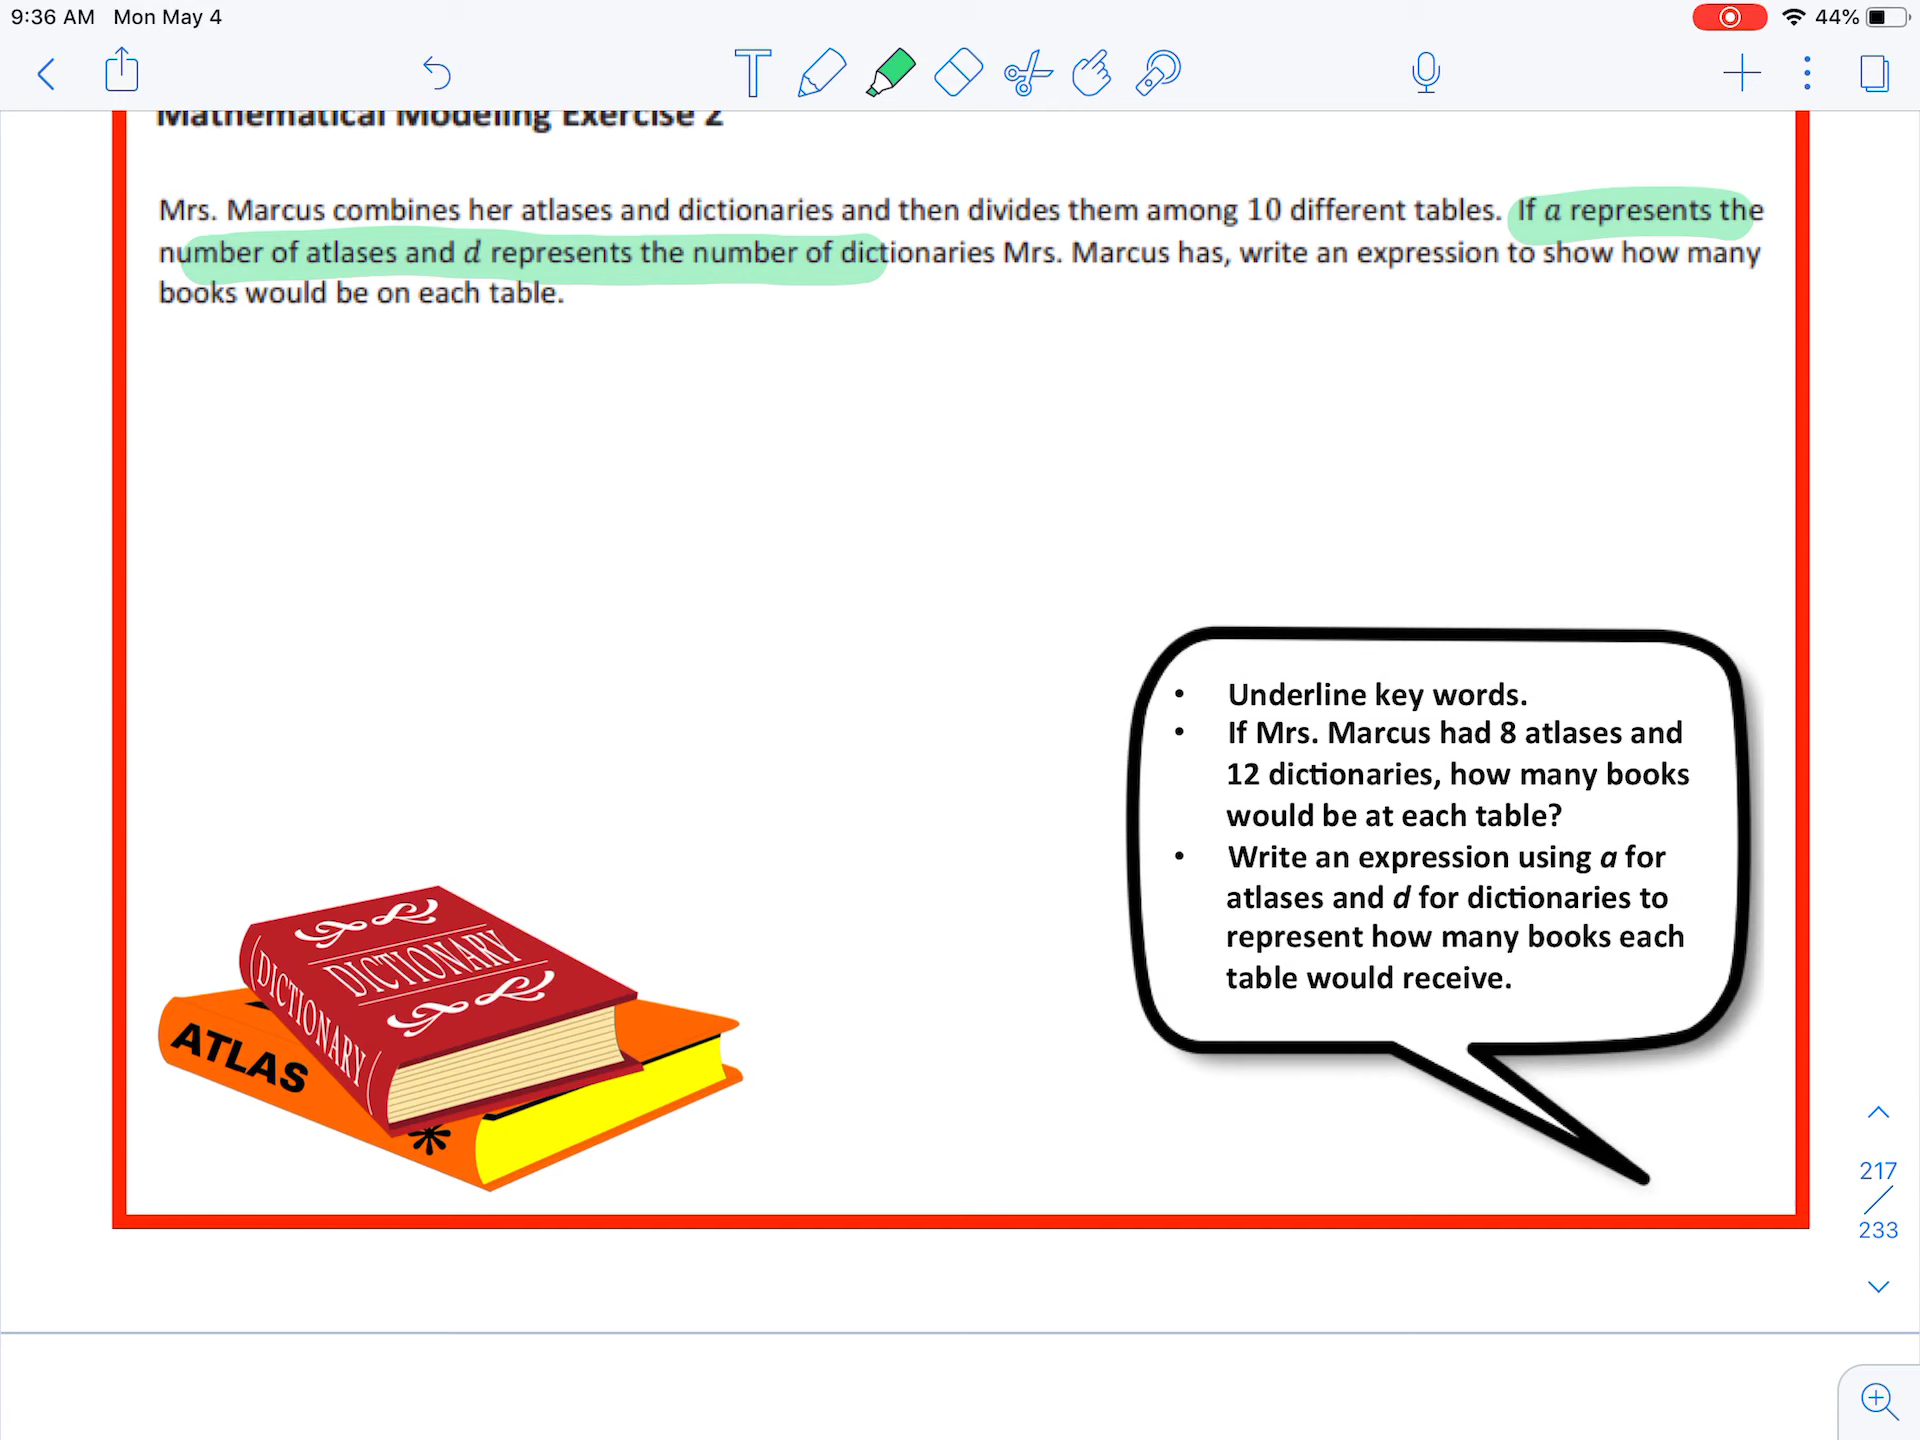 9:36 AM Mon May 4
44%
Mathematical Modeling Exercise 2
Mrs. Marcus combines her atlases and dictionaries and then divides them among 10 different tables. If a represents the
number of atlases and d represents the number of dictionaries Mrs. Marcus has, write an expression to show how many
books would be on each table.
• Underline key words.
• If Mrs. Marcus had 8 atlases and
12 dictionaries, how many books
would be at each table?
• Write an expression using a for
atlases and d for dictionaries to
represent how many books each
table would receive.
DICTIONARY
DICTIONARY
ATLAS
217
/
233